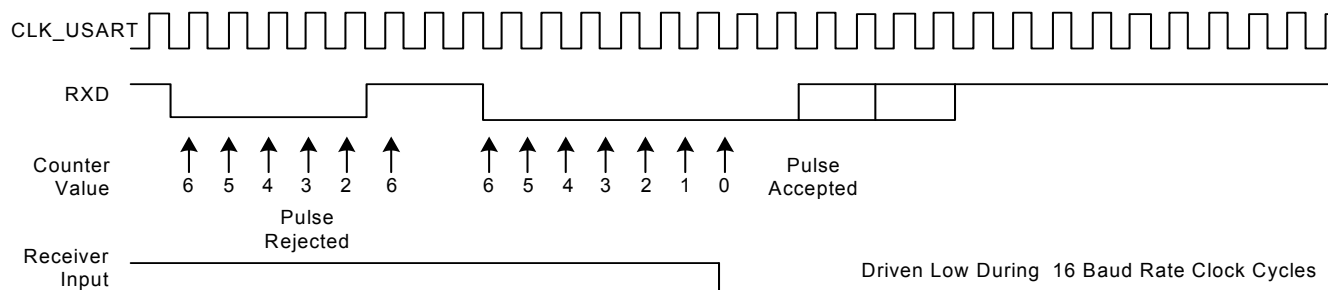 CLK_USART
RXD
Counter
Value
6 5 4 3 2 6 6 5 4 3 2 1 0
Pulse
Accepted
Pulse
Rejected
Receiver
Input
Driven Low During 16 Baud Rate Clock Cycles